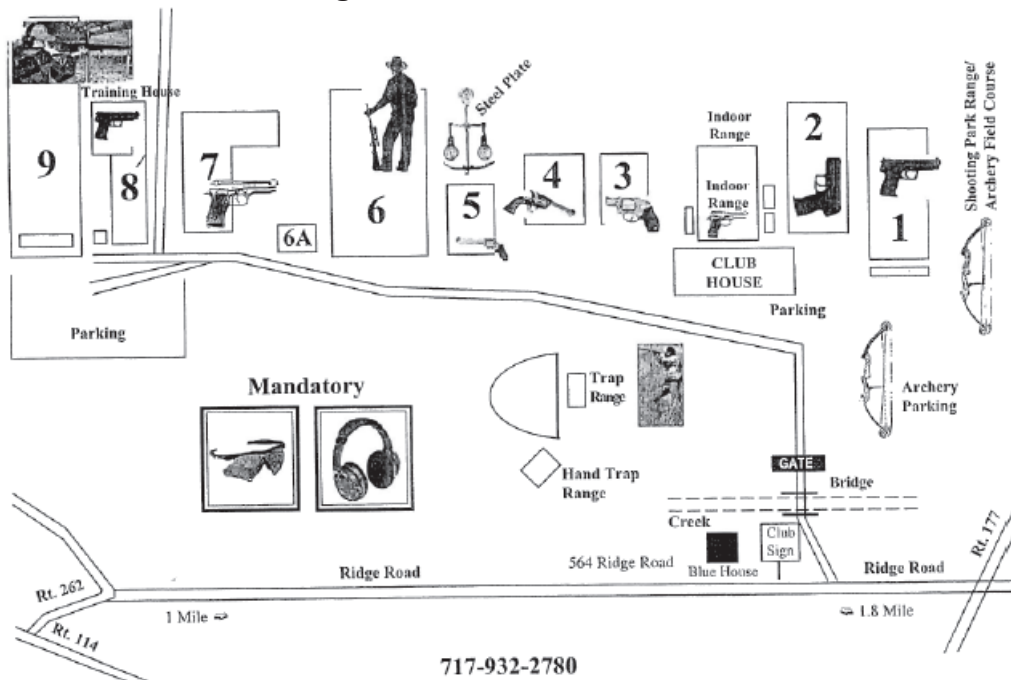 Training House
9
8
7
6A
6
Steel Plate
5
4
3
Indoor
Range
Indoor
Range
CLUB
HOUSE
2
1
Shooting Park Range/
Archery Field Course
Parking
Parking
Archery
Parking
Mandatory
Trap
Range
Hand Trap
Range
GATE
Bridge
Creek
Club
Sign
564 Ridge Road
Blue House
Rt. 177
Ridge Road
Ridge Road
Rt. 262
1 Mile
1.8 Mile
Rt. 114
717-932-2780